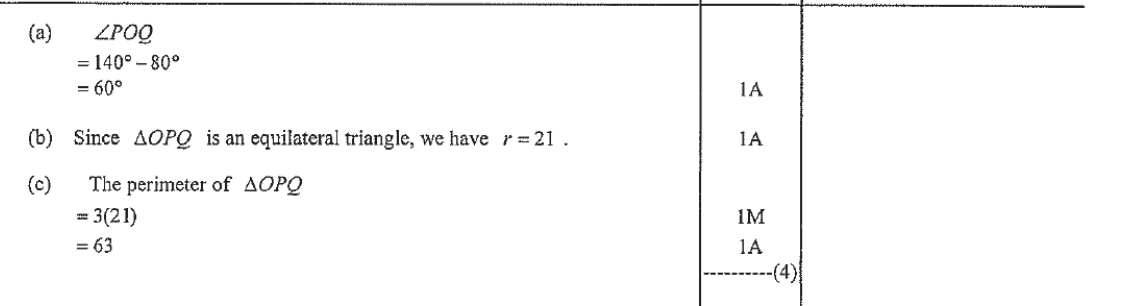 (a) ∠POQ
= 140° – 80°
= 60° 1A
(b) Since ΔOPQ is an equilateral triangle, we have r = 21 . 1A
(c) The perimeter of ΔOPQ
= 3(21) 1M
= 63 1A
----------(4)